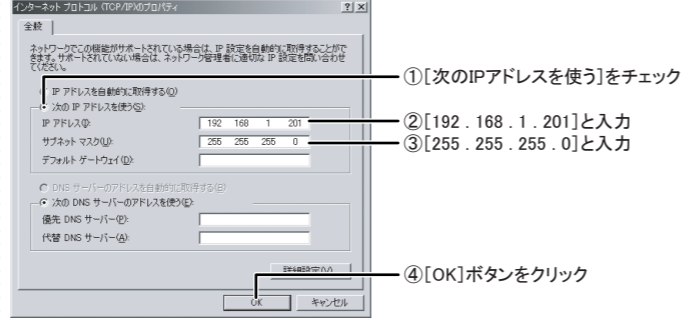 インターネット プロトコル (TCP/IP)のプロパティ
全般
ネットワークでこの機能がサポートされている場合は、IP 設定を自動的に取得することがで
きます。サポートされていない場合は、ネットワーク管理者に適切な IP 設定を問い合わせ
てください。
IP アドレスを自動的に取得する(O)
次の IP アドレスを使う(S):
①[次のIPアドレスを使う]をチェック
IP アドレス(I):
192 168 1 201
②[192 . 168 . 1 . 201]と入力
サブネット マスク(U):
255 255 255 0
③[255 . 255 . 255 . 0]と入力
デフォルト ゲートウェイ(D):
DNS サーバーのアドレスを自動的に取得する(B)
次の DNS サーバーのアドレスを使う(E):
優先 DNS サーバー(P):
代替 DNS サーバー(A):
詳細設定(V)
④[OK]ボタンをクリック
OK
キャンセル